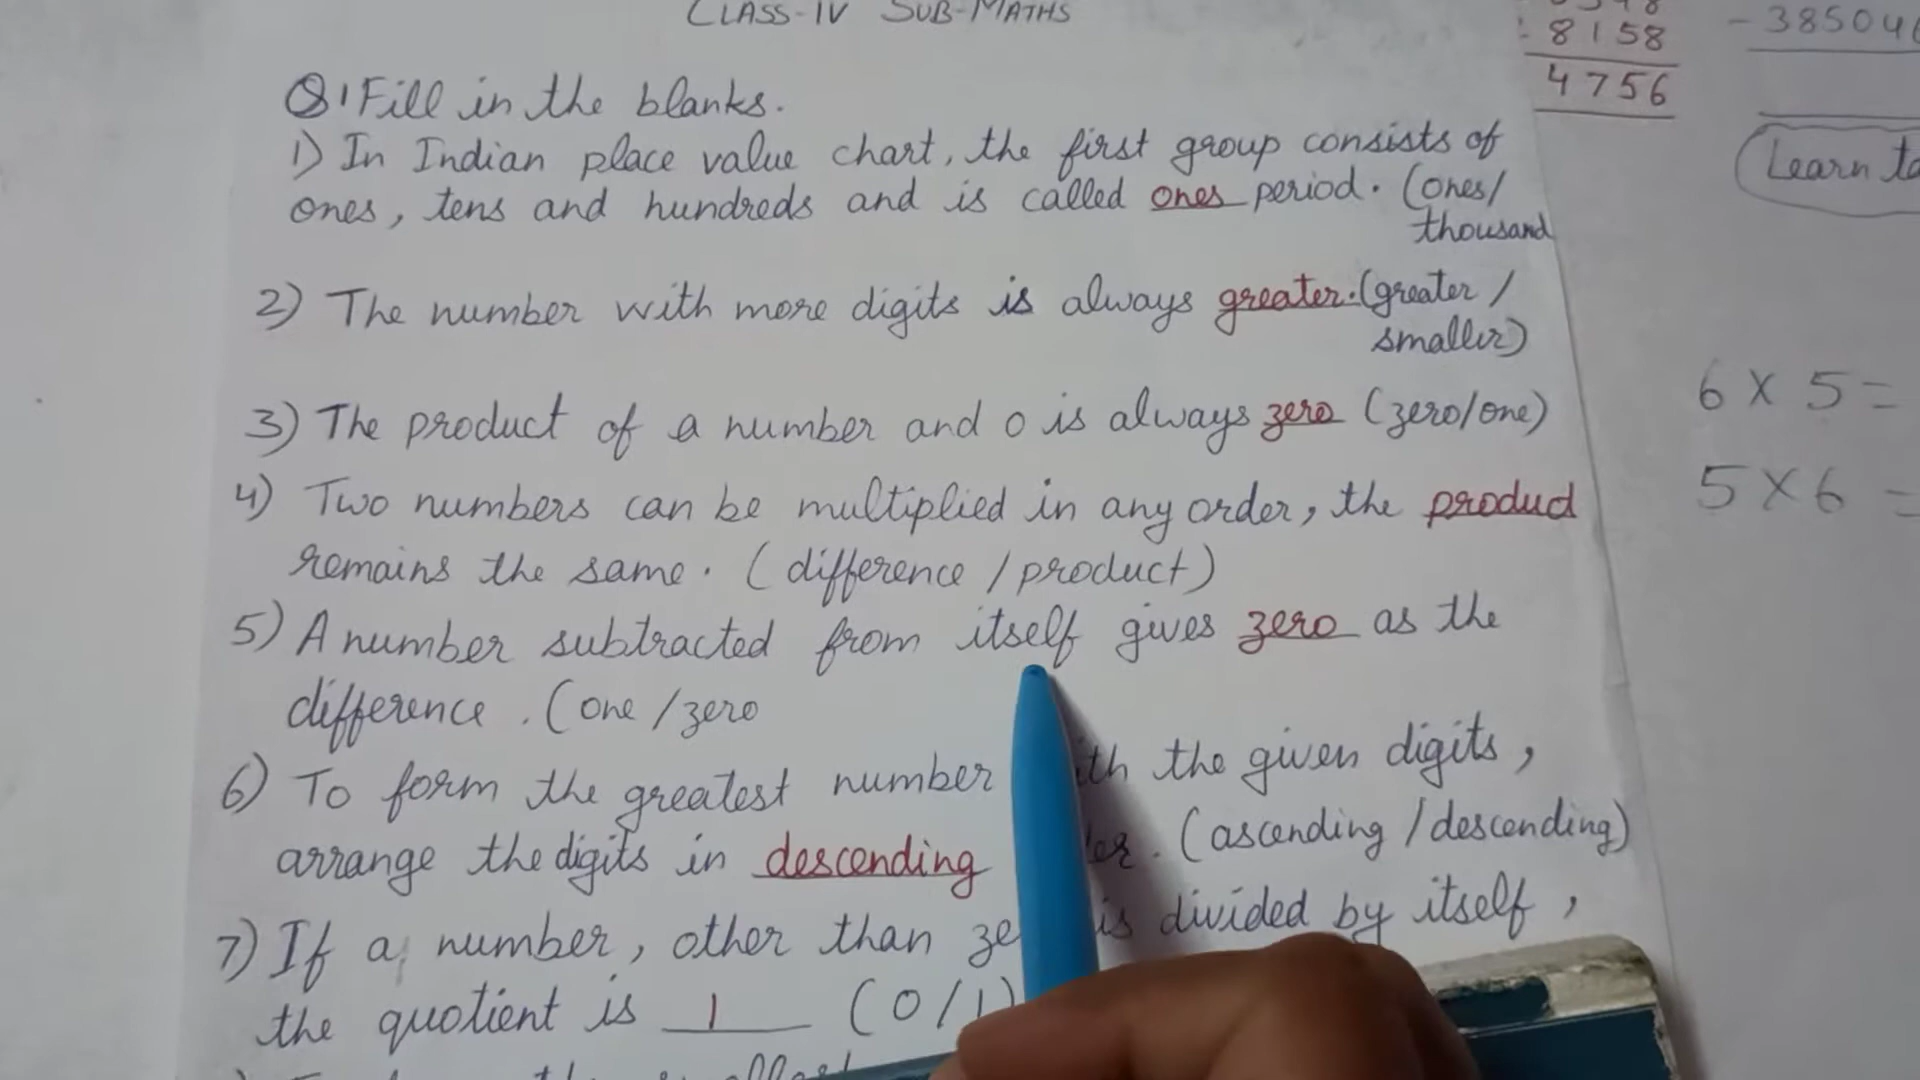 CLASS-IV SUB-MATHS
Q1 Fill in the blanks.
1) In Indian place value chart, the first group consists of
ones, tens and hundreds and is called ones period. (ones/
thousand
2) The number with more digits is always greater. (greater /
smaller)
3) The product of a number and 0 is always zero (zero/one)
4) Two numbers can be multiplied in any order, the product
remains the same. (difference / product)
5) A number subtracted from itself gives zero as the
difference. (one / zero
6) To form the greatest number the given digits,
arrange the digits in descending (ascending / descending)
7) If a number, other than is divided by itself,
the quotient is 1 (0/1)
8158
4756
- 38504
Learn to
6 X 5 =
5 X 6 =